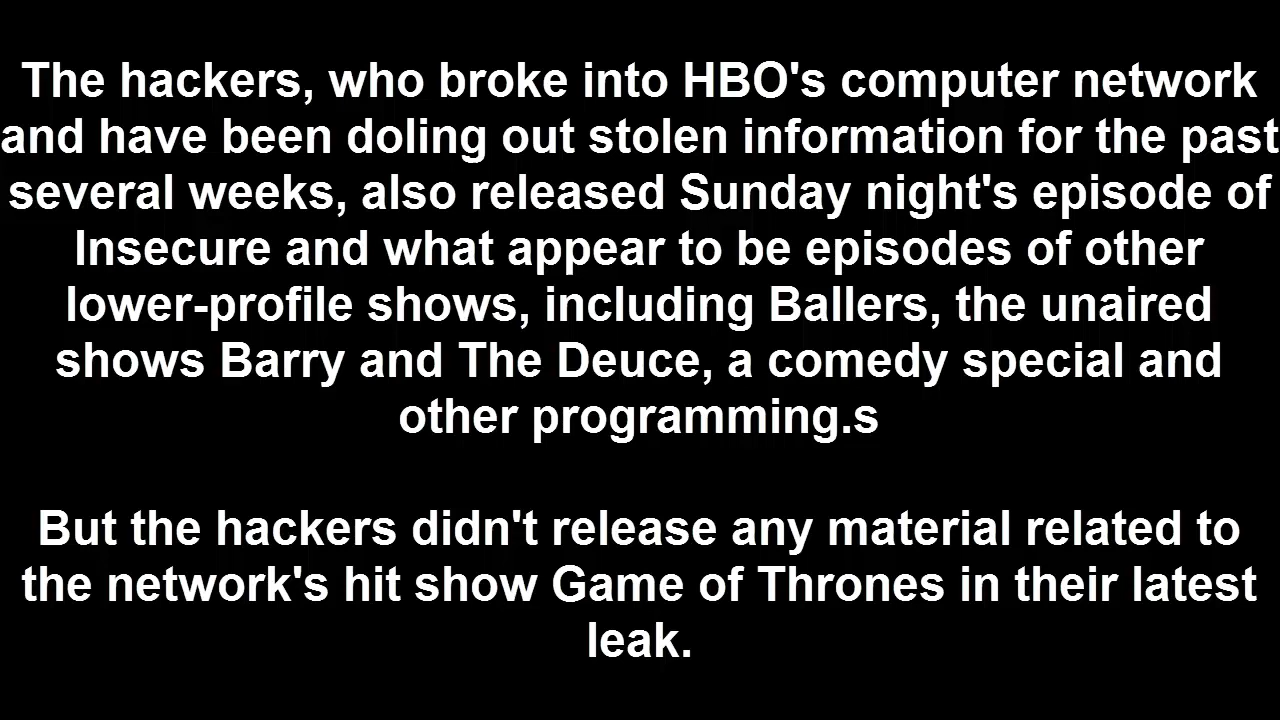 The hackers, who broke into HBO's computer network
and have been doling out stolen information for the past
several weeks, also released Sunday night's episode of
Insecure and what appear to be episodes of other
lower-profile shows, including Ballers, the unaired
shows Barry and The Deuce, a comedy special and
other programming.s
But the hackers didn't release any material related to
the network's hit show Game of Thrones in their latest
leak.